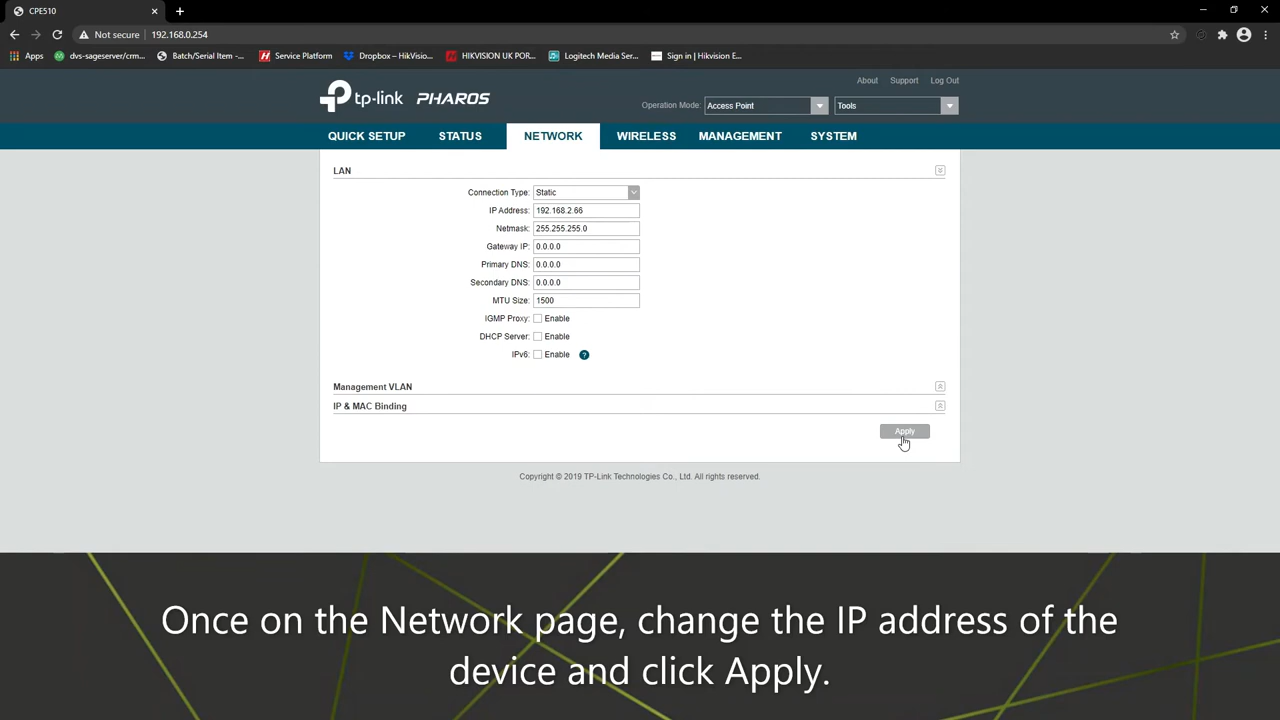 CPE510
Not secure 192.168.0.254
Apps dvs-sageserver/crm... Batch/Serial Item -... Service Platform Dropbox – HikVisio... HIKVISION UK POR... Logitech Media Ser... Sign in | Hikvision E...
tp-link PHAROS
About Support Log Out
Operation Mode: Access Point Tools
QUICK SETUP STATUS NETWORK WIRELESS MANAGEMENT SYSTEM
LAN
Connection Type: Static
IP Address: 192.168.2.66
Netmask: 255.255.255.0
Gateway IP: 0.0.0.0
Primary DNS: 0.0.0.0
Secondary DNS: 0.0.0.0
MTU Size: 1500
IGMP Proxy: Enable
DHCP Server: Enable
IPv6: Enable ?
Management VLAN
IP & MAC Binding
Apply
Copyright © 2019 TP-Link Technologies Co., Ltd. All rights reserved.
Once on the Network page, change the IP address of the
device and click Apply.